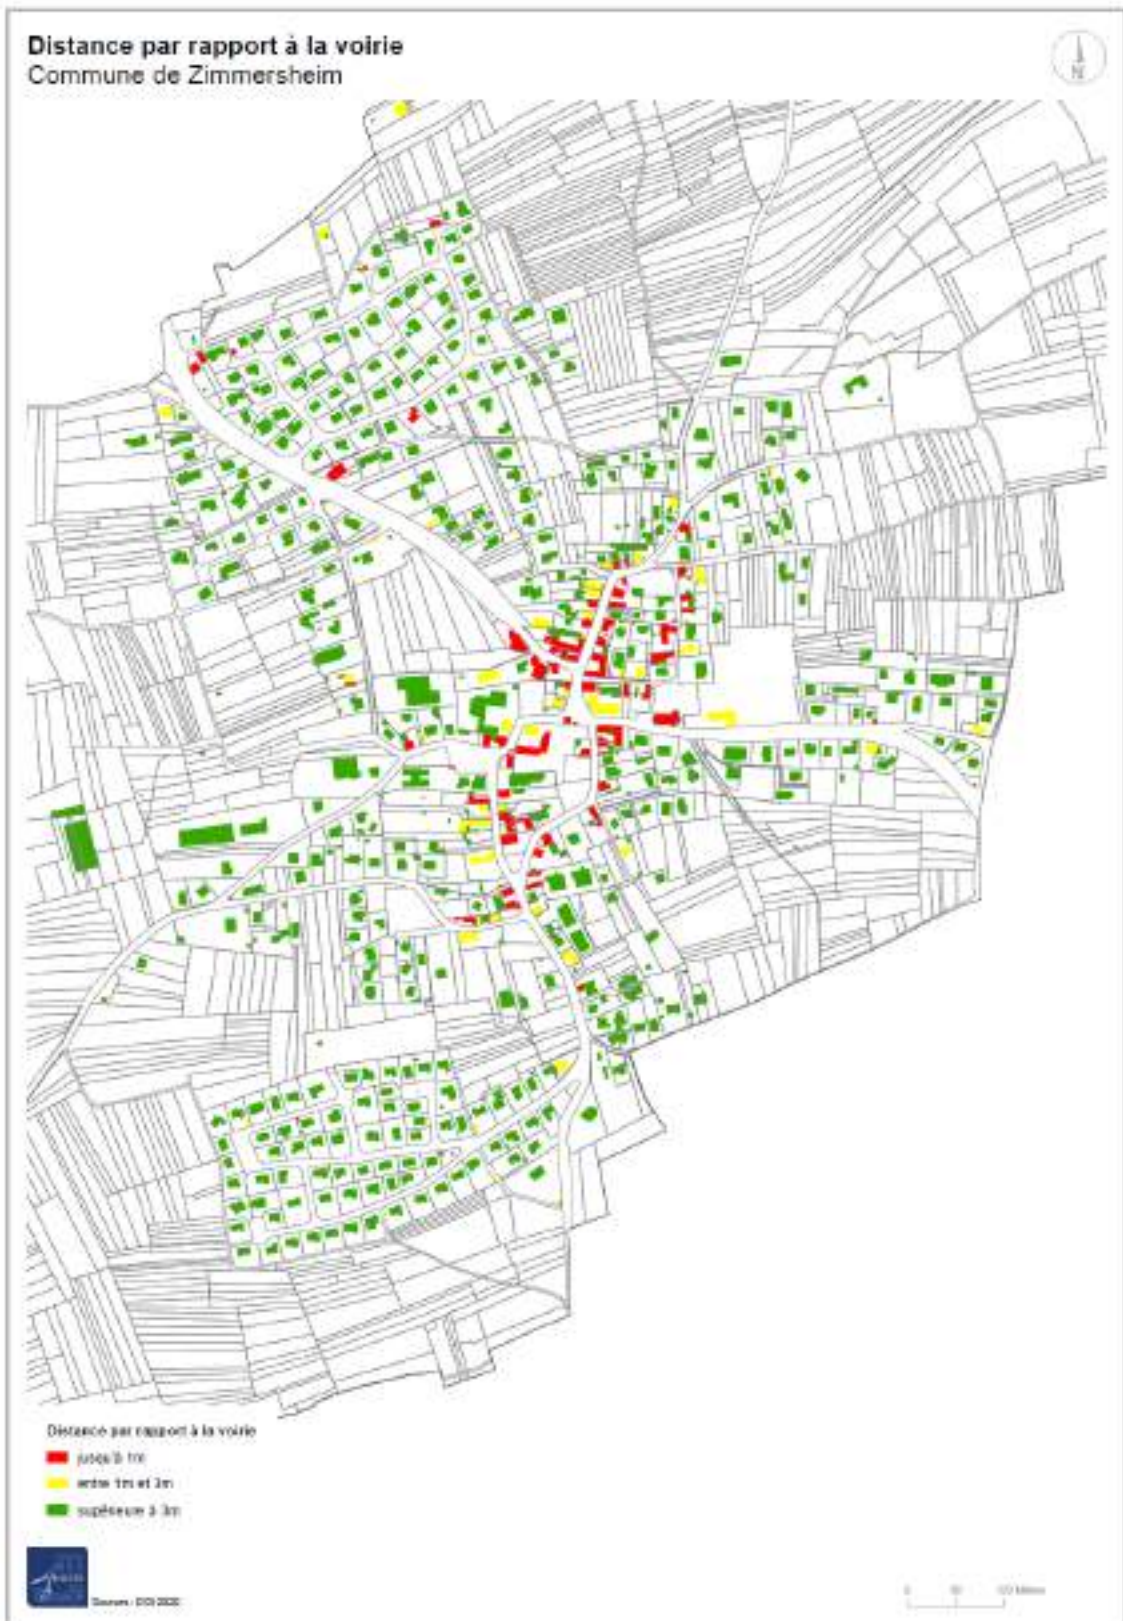 Distance par rapport à la voirie
Commune de Zimmersheim
N
Distance par rapport à la voirie
jusqu'à 1m
entre 1m et 3m
supérieure à 3m